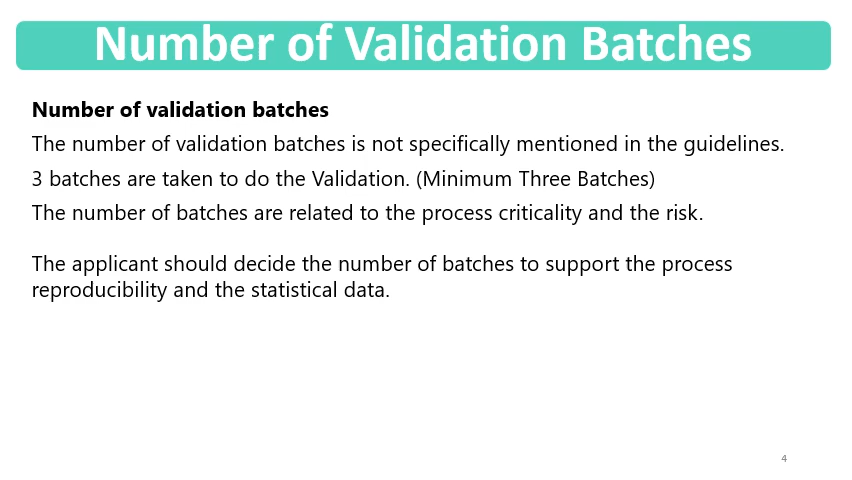 Number of Validation Batches
Number of validation batches
The number of validation batches is not specifically mentioned in the guidelines.
3 batches are taken to do the Validation. (Minimum Three Batches)
The number of batches are related to the process criticality and the risk.
The applicant should decide the number of batches to support the process
reproducibility and the statistical data.
4